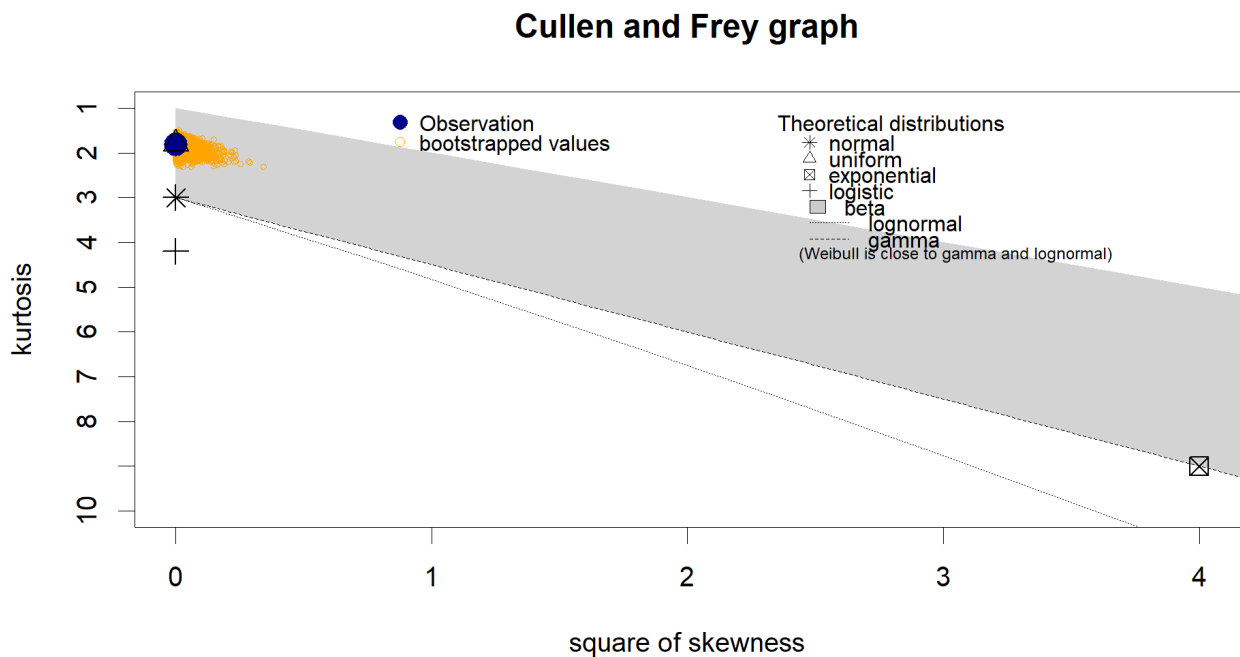 Cullen and Frey graph
Observation
bootstrapped values
Theoretical distributions
normal
uniform
exponential
logistic
beta
lognormal
gamma
(Weibull is close to gamma and lognormal)
kurtosis
1
2
3
4
5
6
7
8
10
0 1 2 3 4
square of skewness